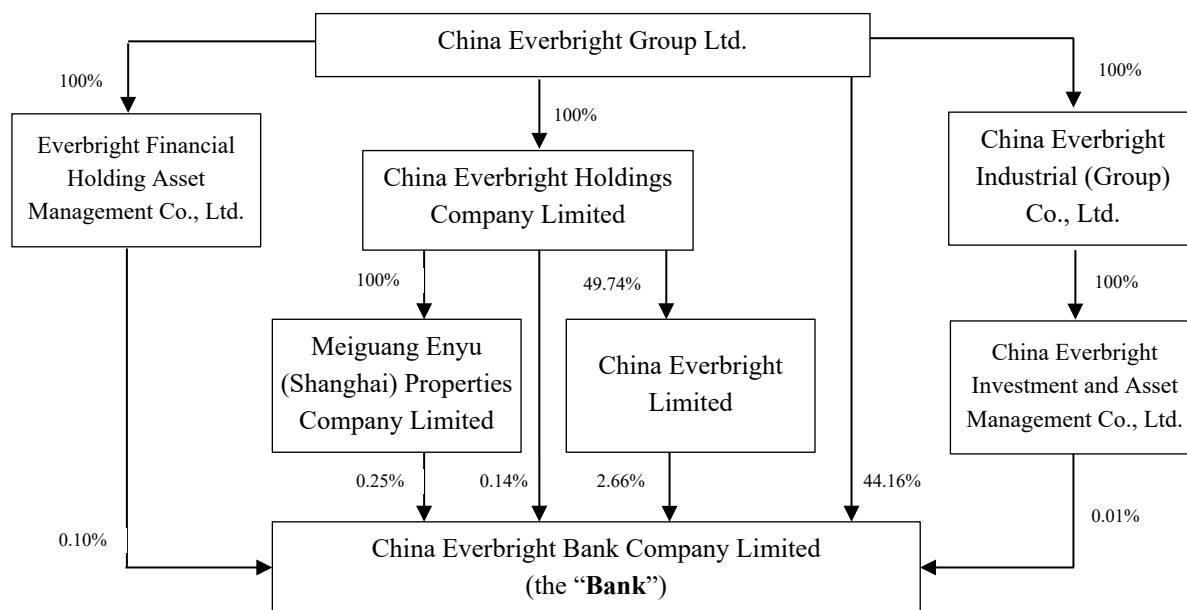 China Everbright Group Ltd.
100%
100%
100%
Everbright Financial
Holding Asset
Management Co., Ltd.
China Everbright Holdings
Company Limited
China Everbright
Industrial (Group)
Co., Ltd.
100%
49.74%
100%
Meiguang Enyu
(Shanghai) Properties
Company Limited
China Everbright
Limited
China Everbright
Investment and Asset
Management Co., Ltd.
0.25%
0.14%
2.66%
44.16%
0.10%
0.01%
China Everbright Bank Company Limited
(the “Bank”)